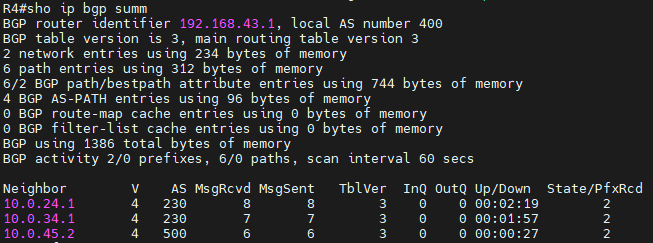 R4#sho ip bgp summ
BGP router identifier 192.168.43.1, local AS number 400
BGP table version is 3, main routing table version 3
2 network entries using 234 bytes of memory
6 path entries using 312 bytes of memory
6/2 BGP path/bestpath attribute entries using 744 bytes of memory
4 BGP AS-PATH entries using 96 bytes of memory
0 BGP route-map cache entries using 0 bytes of memory
0 BGP filter-list cache entries using 0 bytes of memory
BGP using 1386 total bytes of memory
BGP activity 2/0 prefixes, 6/0 paths, scan interval 60 secs
Neighbor V AS MsgRcvd MsgSent TblVer InQ OutQ Up/Down State/PfxRcd
10.0.24.1 4 230 8 8 3 0 0 00:02:19 2
10.0.34.1 4 230 7 7 3 0 0 00:01:57 2
10.0.45.2 4 500 6 6 3 0 0 00:00:27 2